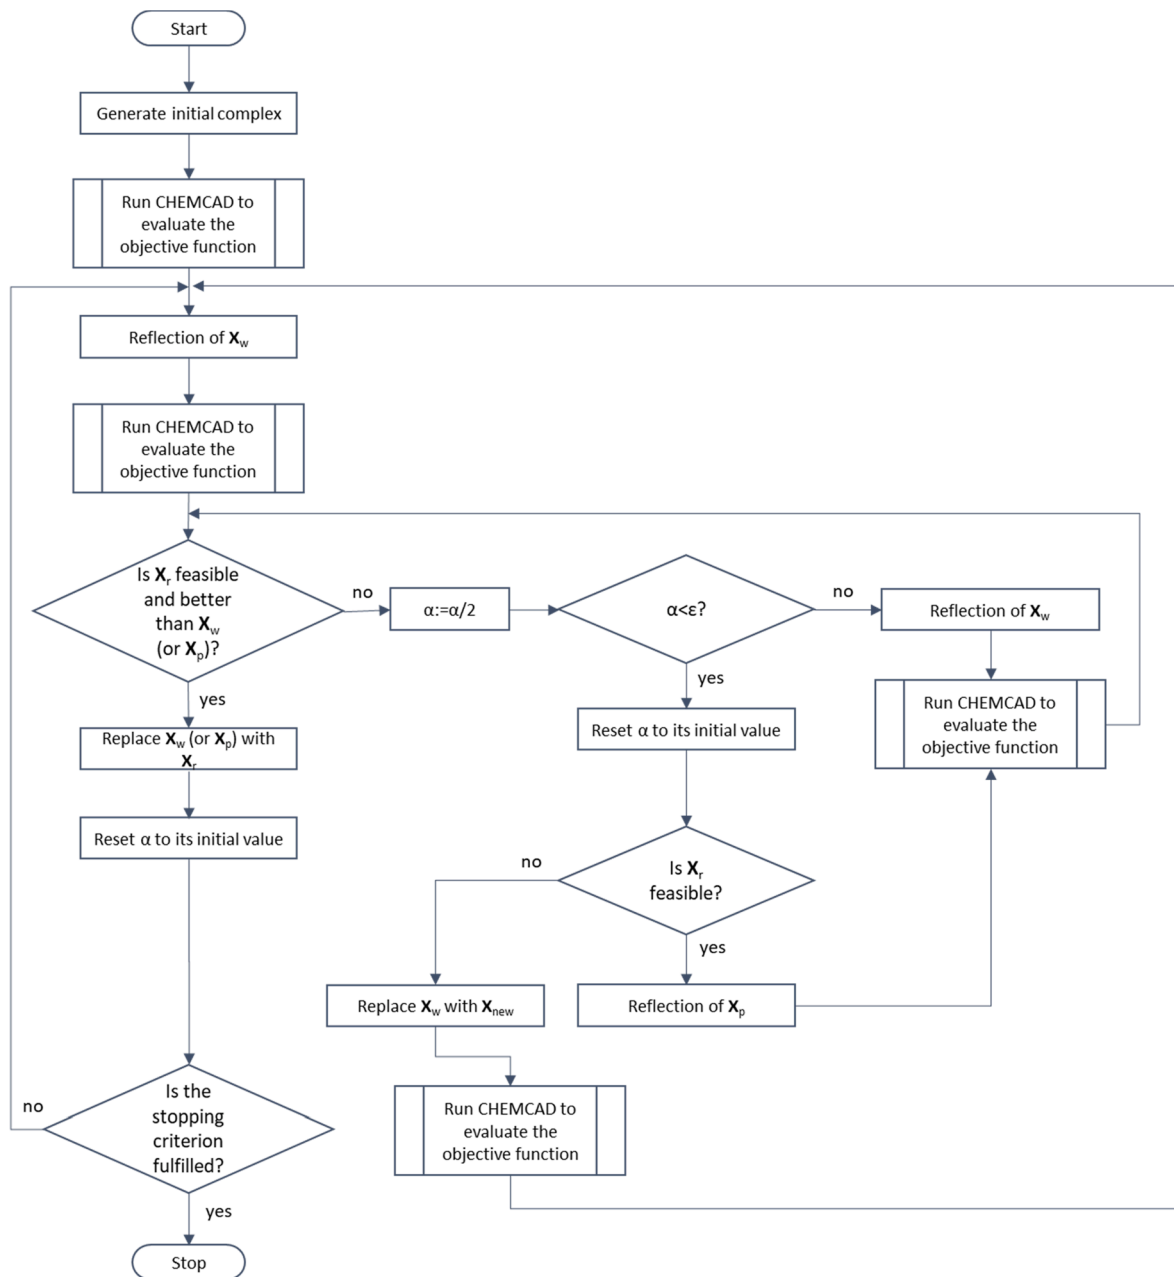 Start
Generate initial complex
Run CHEMCAD to
evaluate the
objective function
Reflection of Xw
Run CHEMCAD to
evaluate the
objective function
Is Xr feasible
and better
than Xw
(or Xp)?
no
α:=α/2
α<ε?
no
Reflection of Xw
Run CHEMCAD to
evaluate the
objective function
yes
Replace Xw (or Xp) with
Xr
Reset α to its initial value
yes
Reset α to its initial value
Is Xr
feasible?
no
yes
Replace Xw with Xnew
Reflection of Xp
Run CHEMCAD to
evaluate the
objective function
Is the
stopping
criterion
fulfilled?
no
yes
Stop